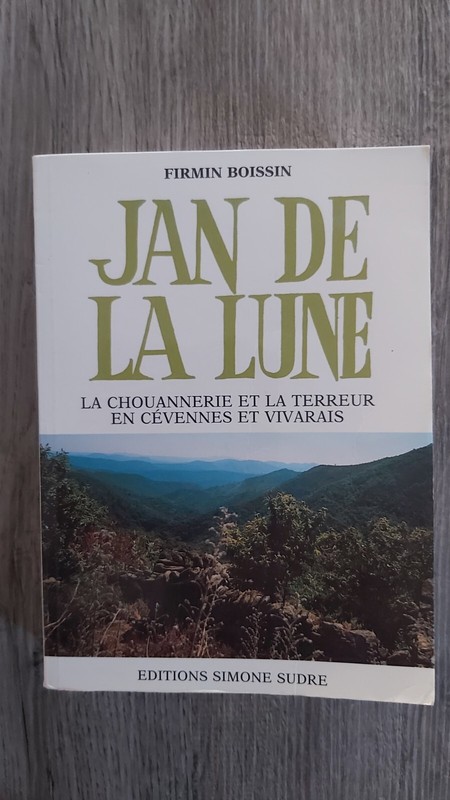 FIRMIN BOISSIN
JAN DE
LA LUNE
LA CHOUANNERIE ET LA TERREUR
EN CÉVENNES ET VIVARAIS
EDITIONS SIMONE SUDRE